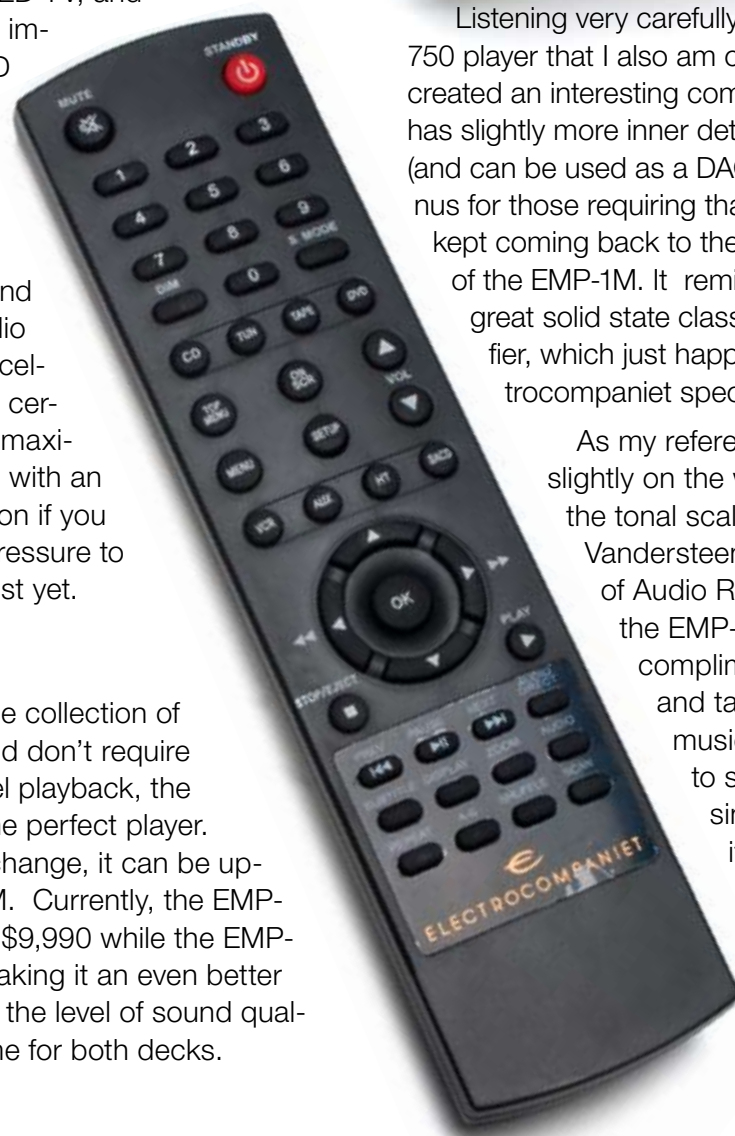 ED TV, and
im-
nd
dio
cel-
cer-
maxi-
with an
on if you
ressure to
st yet.
e collection of
d don't require
el playback, the
ne perfect player.
change, it can be up-
M. Currently, the EMP-
$9,990 while the EMP-
aking it an even better
the level of sound qual-
ne for both decks.
Listening very carefully
750 player that I also am c
created an interesting com
has slightly more inner det
(and can be used as a DAC
nus for those requiring tha
kept coming back to the
of the EMP-1M. It remi
great solid state class
fier, which just happ
trocompaniet spec
As my refere
slightly on the
the tonal scal
Vandersteen
of Audio R
the EMP-
complim
and ta
music
to s
sin
STANDBY
MUTE
1 2 3
4 5 6
7 8 9
DIM 0 S. MODE
CD TUN TAPE DVD
TOP MENU ON SCR VOL
MENU SETUP
VCR AUX HT SACD
OK
STOP/EJECT PLAY
PREV PAUSE NEXT AUDIO DIRECT
SUBTITLE DISPLAY ZOOM AUDIO
REPEAT A-B SHUFFLE SCAN
ELECTROCOMPANIET